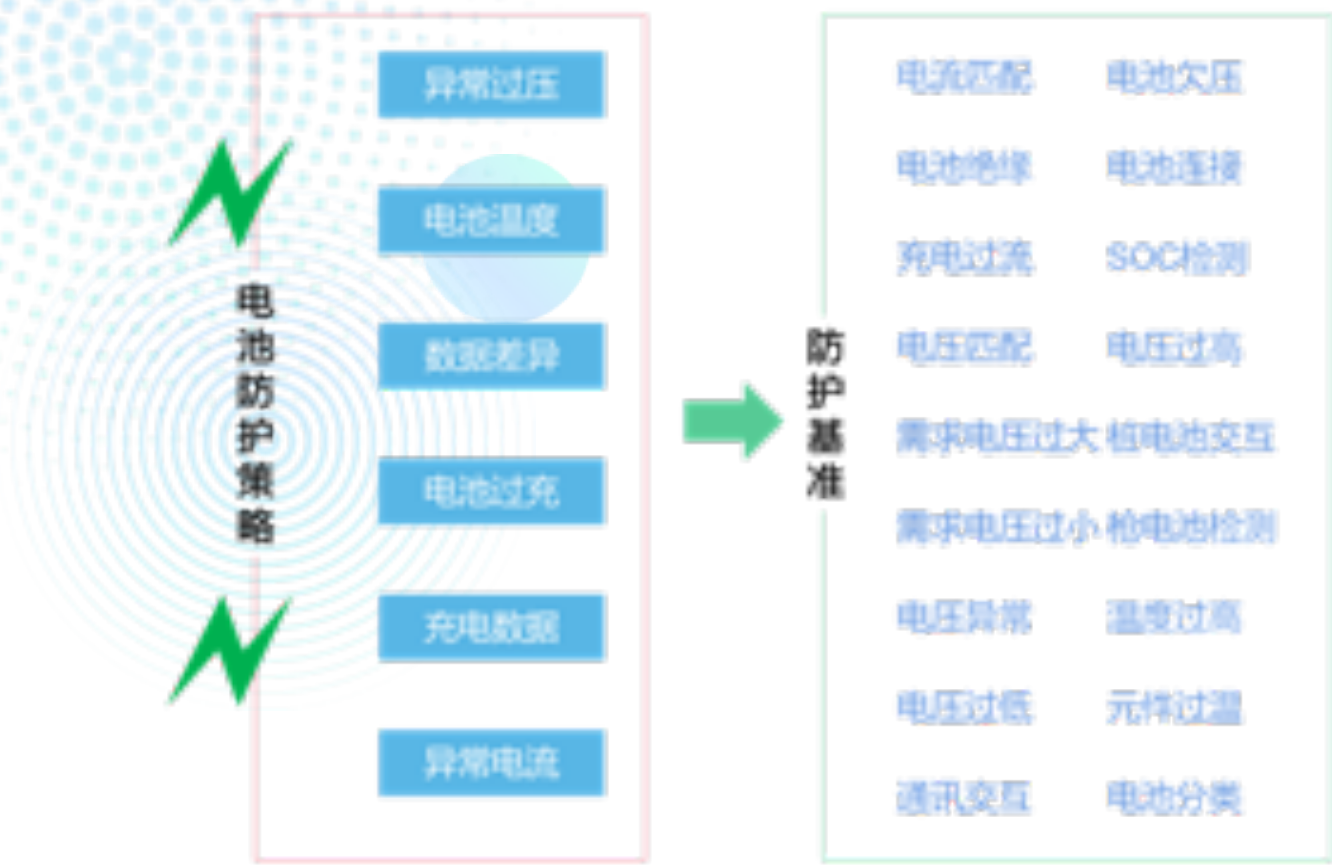 电池防护策略
异常过压
电池温度
数据差异
电池过充
充电数据
异常电流
防护基准
电流匹配 电池欠压
电池绝缘 电池连接
充电过流 SOC检测
电压匹配 电压过高
需求电压过大 桩电池交互
需求电压过小 枪电池检测
电压异常 温度过高
电压过低 元件过温
通讯交互 电池分类